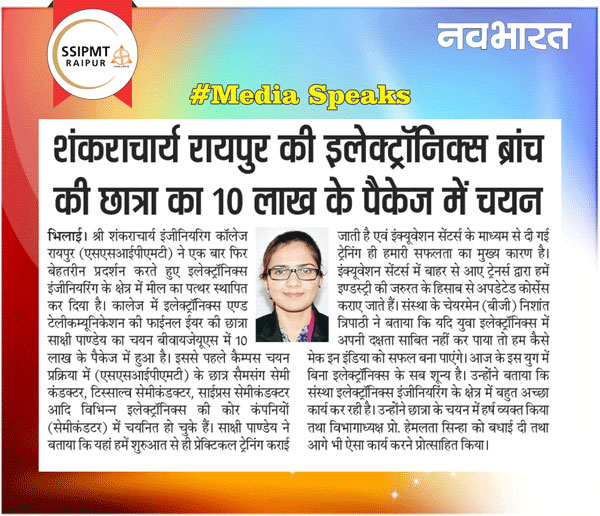 SSIPMT
RAIPUR
नवभारत
#Media Speaks
शंकराचार्य रायपुर की इलेक्ट्रॉनिक्स ब्रांच
की छात्रा का 10 लाख के पैकेज में चयन
भिलाई। श्री शंकराचार्य इंजीनियरिंग कॉलेज
रायपुर (एसएसआईपीएमटी) ने एक बार फिर
बेहतरीन प्रदर्शन करते हुए इलेक्ट्रॉनिक्स
इंजीनियरिंग के क्षेत्र में मील का पत्थर स्थापित
कर दिया है। कालेज में इलेक्ट्रॉनिक्स एण्ड
टेलीकम्युनिकेशन की फाईनल ईयर की छात्रा
साक्षी पाण्डेय का चयन बीवायजेयूएस में 10
लाख के पैकेज में हुआ है। इससे पहले कैम्पस चयन
प्रक्रिया में (एसएसआईपीएमटी) के छात्र सैमसंग सेमी
कंडक्टर, टिस्साल्व सेमीकंडक्टर, साईप्रस सेमीकंडक्टर
आदि विभिन्न इलेक्ट्रॉनिक्स की कोर कंपनियों
(सेमीकंडटर) में चयनित हो चुके हैं। साक्षी पाण्डेय ने
बताया कि यहां हमें शुरुआत से ही प्रेक्टिकल ट्रेनिंग कराई
जाती है एवं इंक्यूवेशन सेंटर्स के माध्यम से दी गई
ट्रेनिंग ही हमारी सफलता का मुख्य कारण है।
इंक्यूवेशन सेंटर्स में बाहर से आए ट्रेनर्स द्वारा हमें
इण्डस्ट्री की जरुरत के हिसाब से अपडेटेड कोर्सेस
कराए जाते हैं। संस्था के चेयरमेन (बीजी) निशांत
त्रिपाठी ने बताया कि यदि युवा इलेक्ट्रॉनिक्स में
अपनी दक्षता साबित नहीं कर पाया तो हम कैसे
मेक इन इंडिया को सफल बना पाएंगे। आज के इस युग में
बिना इलेक्ट्रॉनिक्स के सब शून्य है। उन्होंने बताया कि
संस्था इलेक्ट्रॉनिक्स इंजीनियरिंग के क्षेत्र में बहुत अच्छा
कार्य कर रही है। उन्होंने छात्रा के चयन में हर्ष व्यक्त किया
तथा विभागाध्यक्ष प्रो. हेमलता सिन्हा को बधाई दी तथा
आगे भी ऐसा कार्य करने प्रोत्साहित किया।